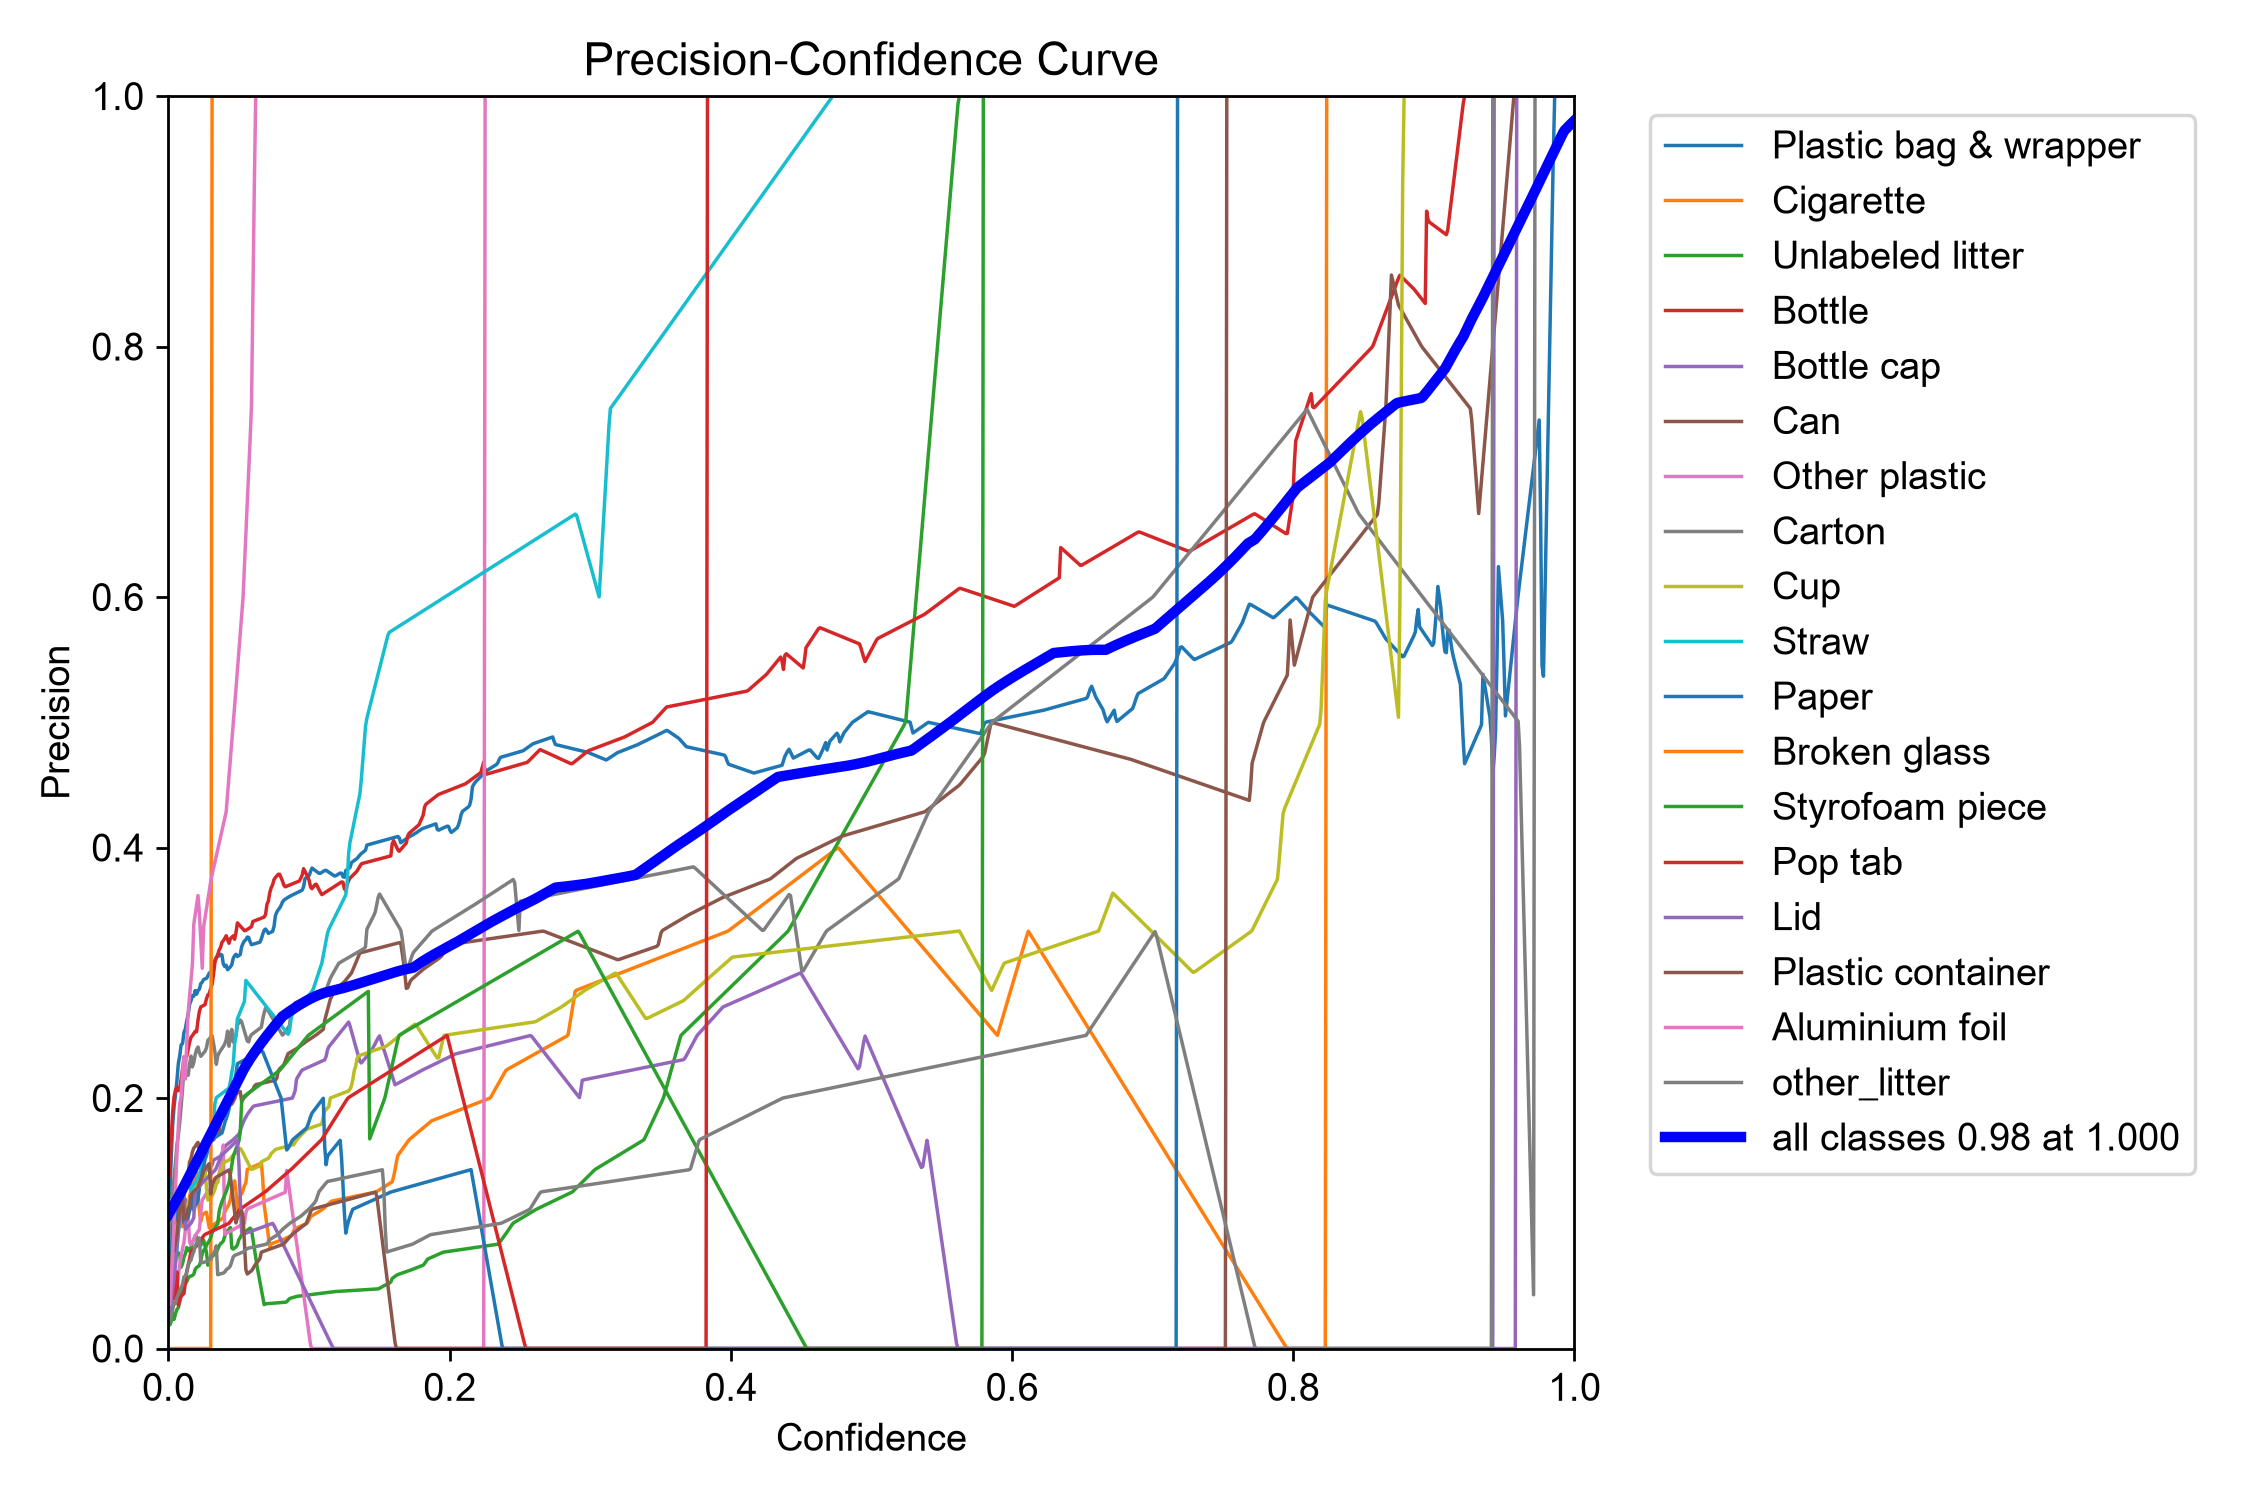 Precision-Confidence Curve
1.0
0.8
0.6
0.4
0.2
0.0
Precision
0.0 0.2 0.4 0.6 0.8 1.0
Confidence
Plastic bag & wrapper
Cigarette
Unlabeled litter
Bottle
Bottle cap
Can
Other plastic
Carton
Cup
Straw
Paper
Broken glass
Styrofoam piece
Pop tab
Lid
Plastic container
Aluminium foil
other_litter
all classes 0.98 at 1.000